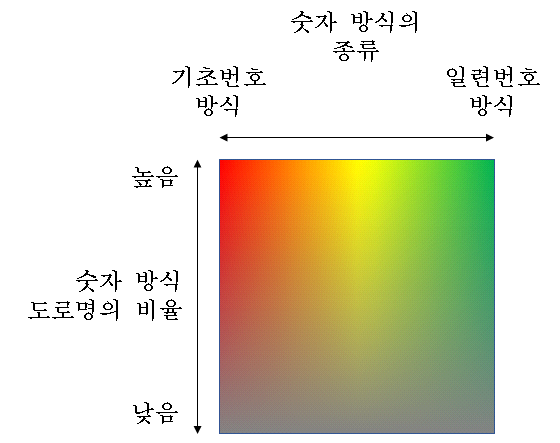 숫자 방식의
종류
기초번호
방식
일련번호
방식
높음
숫자 방식
도로명의 비율
낮음